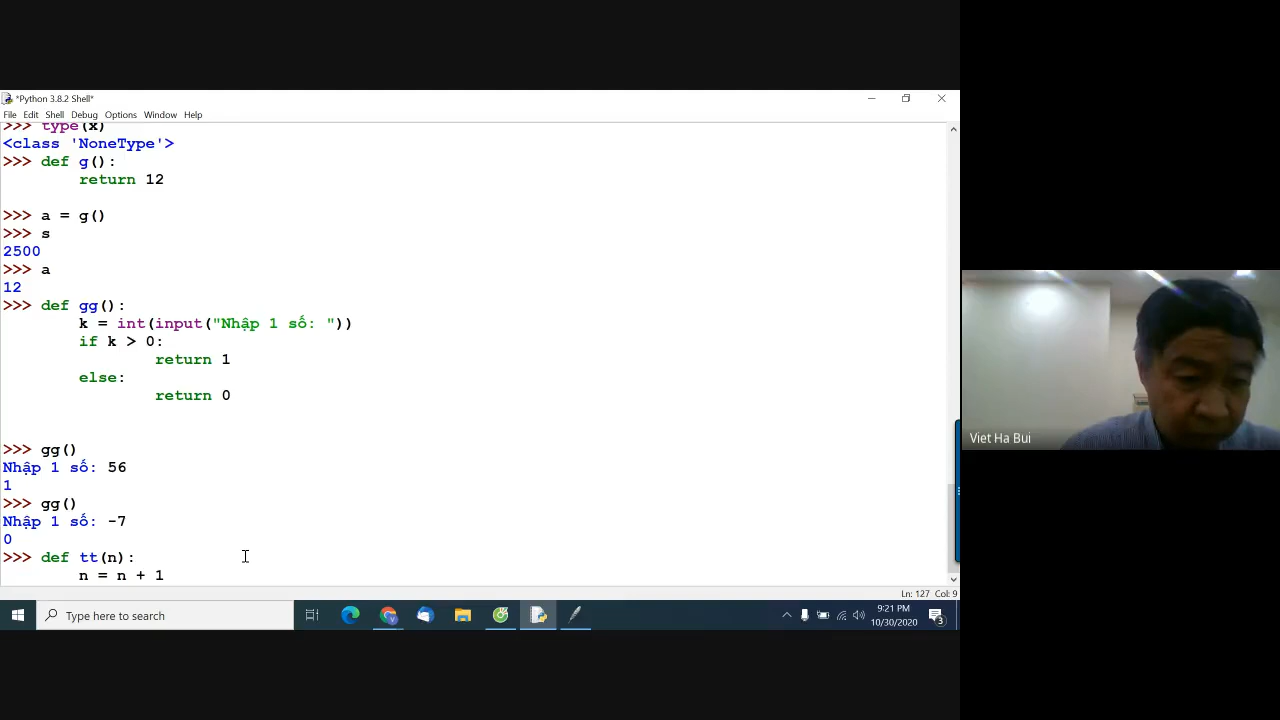 *Python 3.8.2 Shell*
File Edit Shell Debug Options Window Help
>>> type(x)
<class 'NoneType'>
>>> def g():
return 12
>>> a = g()
>>> s
2500
>>> a
12
>>> def gg():
k = int(input("Nhập 1 số: "))
if k > 0:
return 1
else:
return 0
>>> gg()
Nhập 1 số: 56
1
>>> gg()
Nhập 1 số: -7
0
>>> def tt(n):
n = n + 1
Ln: 127 Col: 9
Viet Ha Bui
Type here to search
9:21 PM
10/30/2020
3